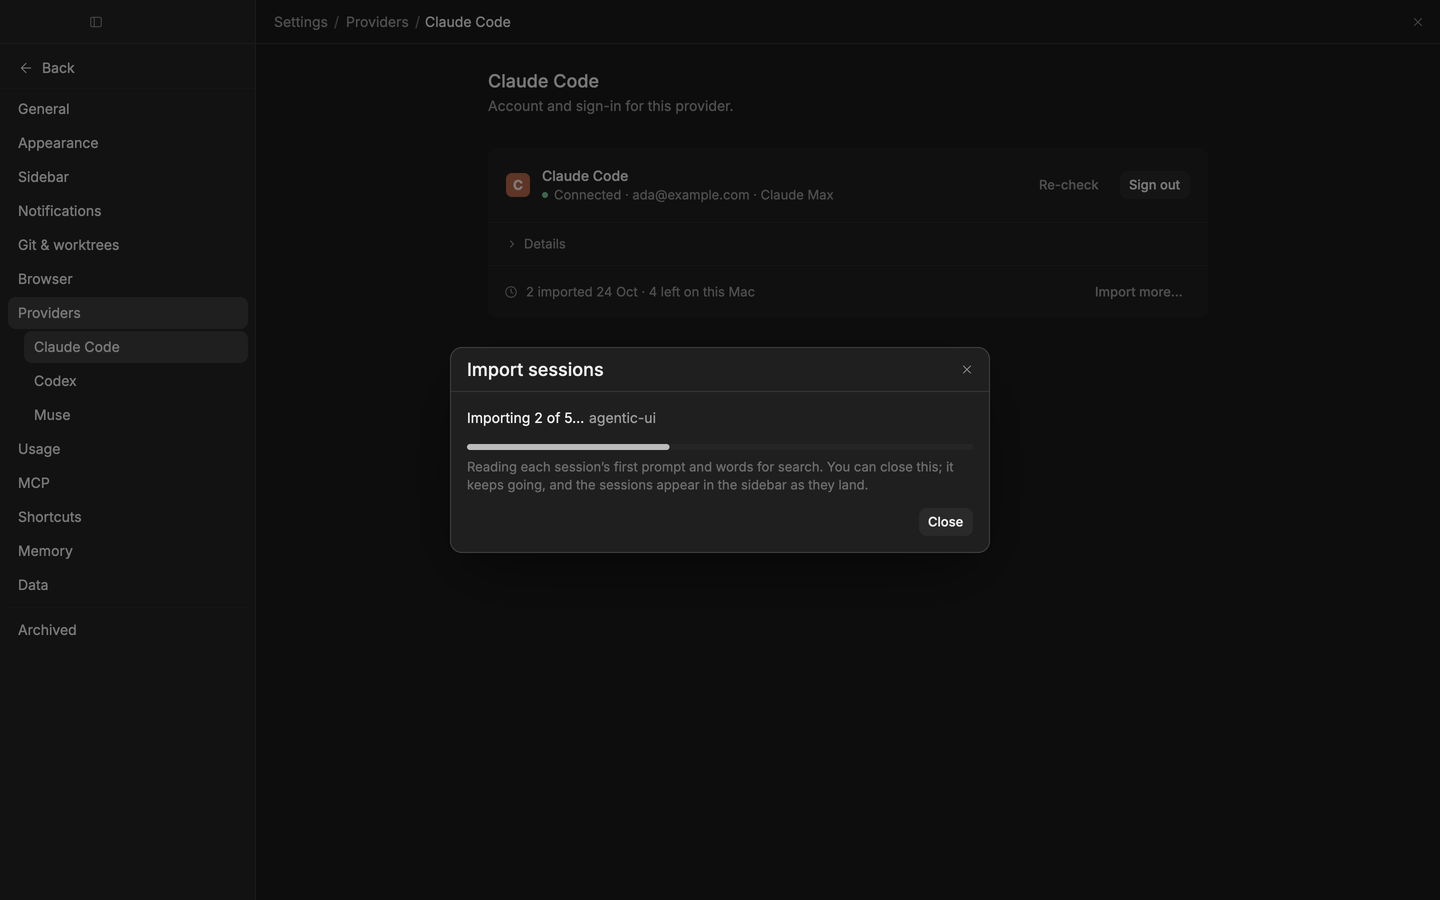 Settings / Providers / Claude Code
Back
General
Appearance
Sidebar
Notifications
Git & worktrees
Browser
Providers
Claude Code
Codex
Muse
Usage
MCP
Shortcuts
Memory
Data
Archived
Claude Code
Account and sign-in for this provider.
C
Claude Code
Connected · ada@example.com · Claude Max
Re-check
Sign out
Details
2 imported 24 Oct · 4 left on this Mac
Import more...
Import sessions
Importing 2 of 5... agentic-ui
Reading each session's first prompt and words for search. You can close this; it
keeps going, and the sessions appear in the sidebar as they land.
Close